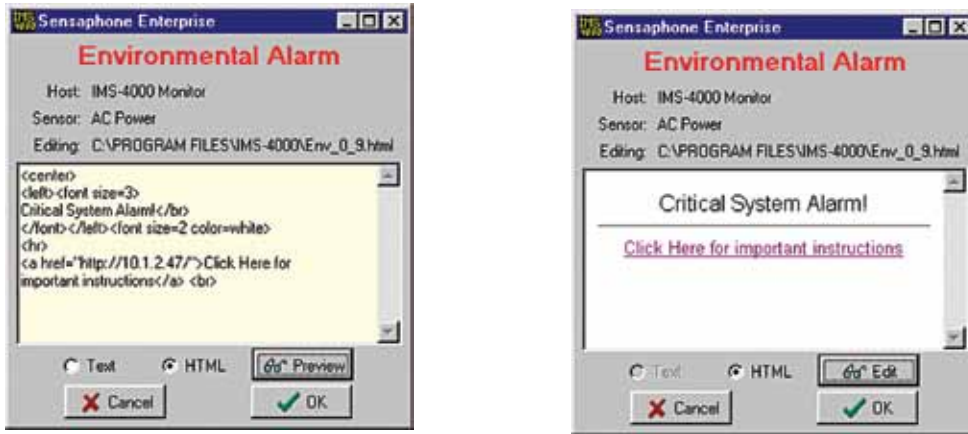 Sensaphone Enterprise
Environmental Alarm
Host: IMS-4000 Monitor
Sensor: AC Power
Editing: C:\PROGRAM FILES\IMS-4000\Env_0_9.html
<center>
<left><font size=3>
Critical System Alarm!</br>
</font></left><font size=2 color=white>
<hr>
<a href="http://10.1.2.47/">Click Here for
important instructions</a> <br>
Text HTML Preview
Cancel OK
Sensaphone Enterprise
Environmental Alarm
Host: IMS-4000 Monitor
Sensor: AC Power
Editing: C:\PROGRAM FILES\IMS-4000\Env_0_9.html
Critical System Alarm!
Click Here for important instructions
Text HTML Edit
Cancel OK